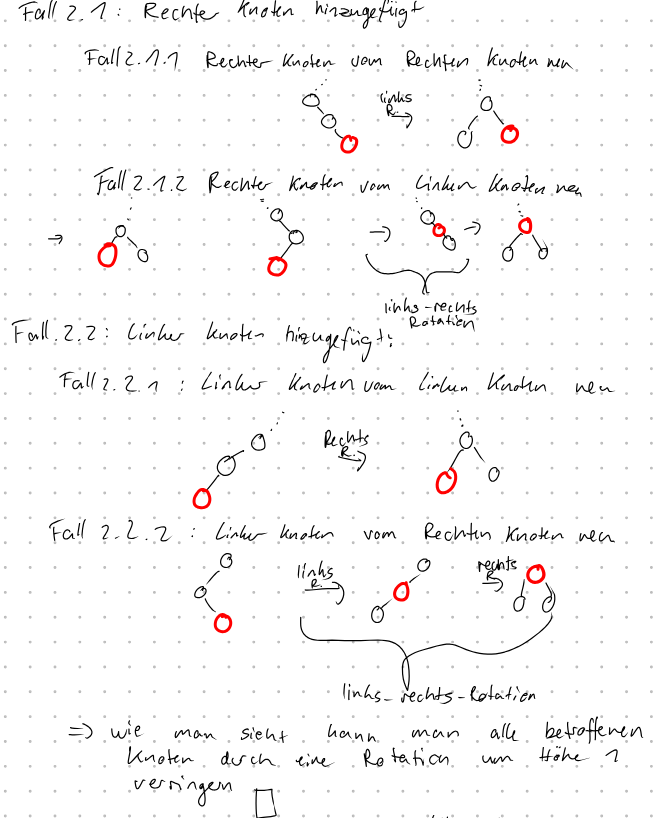 Fall 2.1: Rechter Knoten hinzugefügt
Fall 2.1.1 Rechter Knoten vom Rechten Knoten neu
links
R.
Fall 2.1.2 Rechter Knoten vom Linken Knoten neu
links-rechts
Rotation
Fall 2.2: Linker Knoten hinzugefügt:
Fall 2.2.1: Linker Knoten vom linken Knoten neu
Rechts
R.
Fall 2.2.2: Linker Knoten vom Rechten Knoten neu
links
R.
rechts
R.
links-rechts-Rotation
=> wie man sieht kann man alle betroffenen
Knoten durch eine Rotation um Höhe 1
verringern